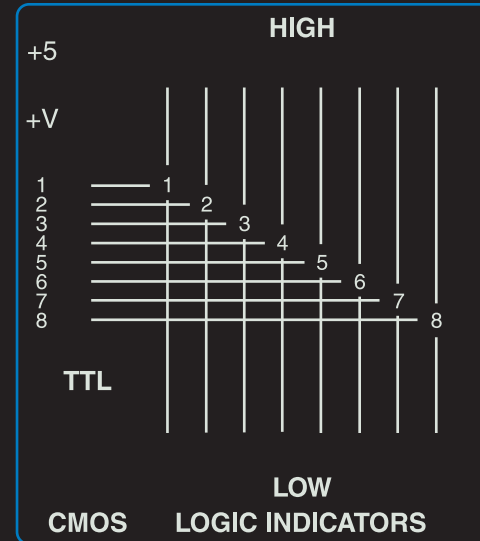 HIGH
+5
+V
1 1
2 2
3 3
4 4
5 5
6 6
7 7
8 8
TTL
LOW
CMOS LOGIC INDICATORS